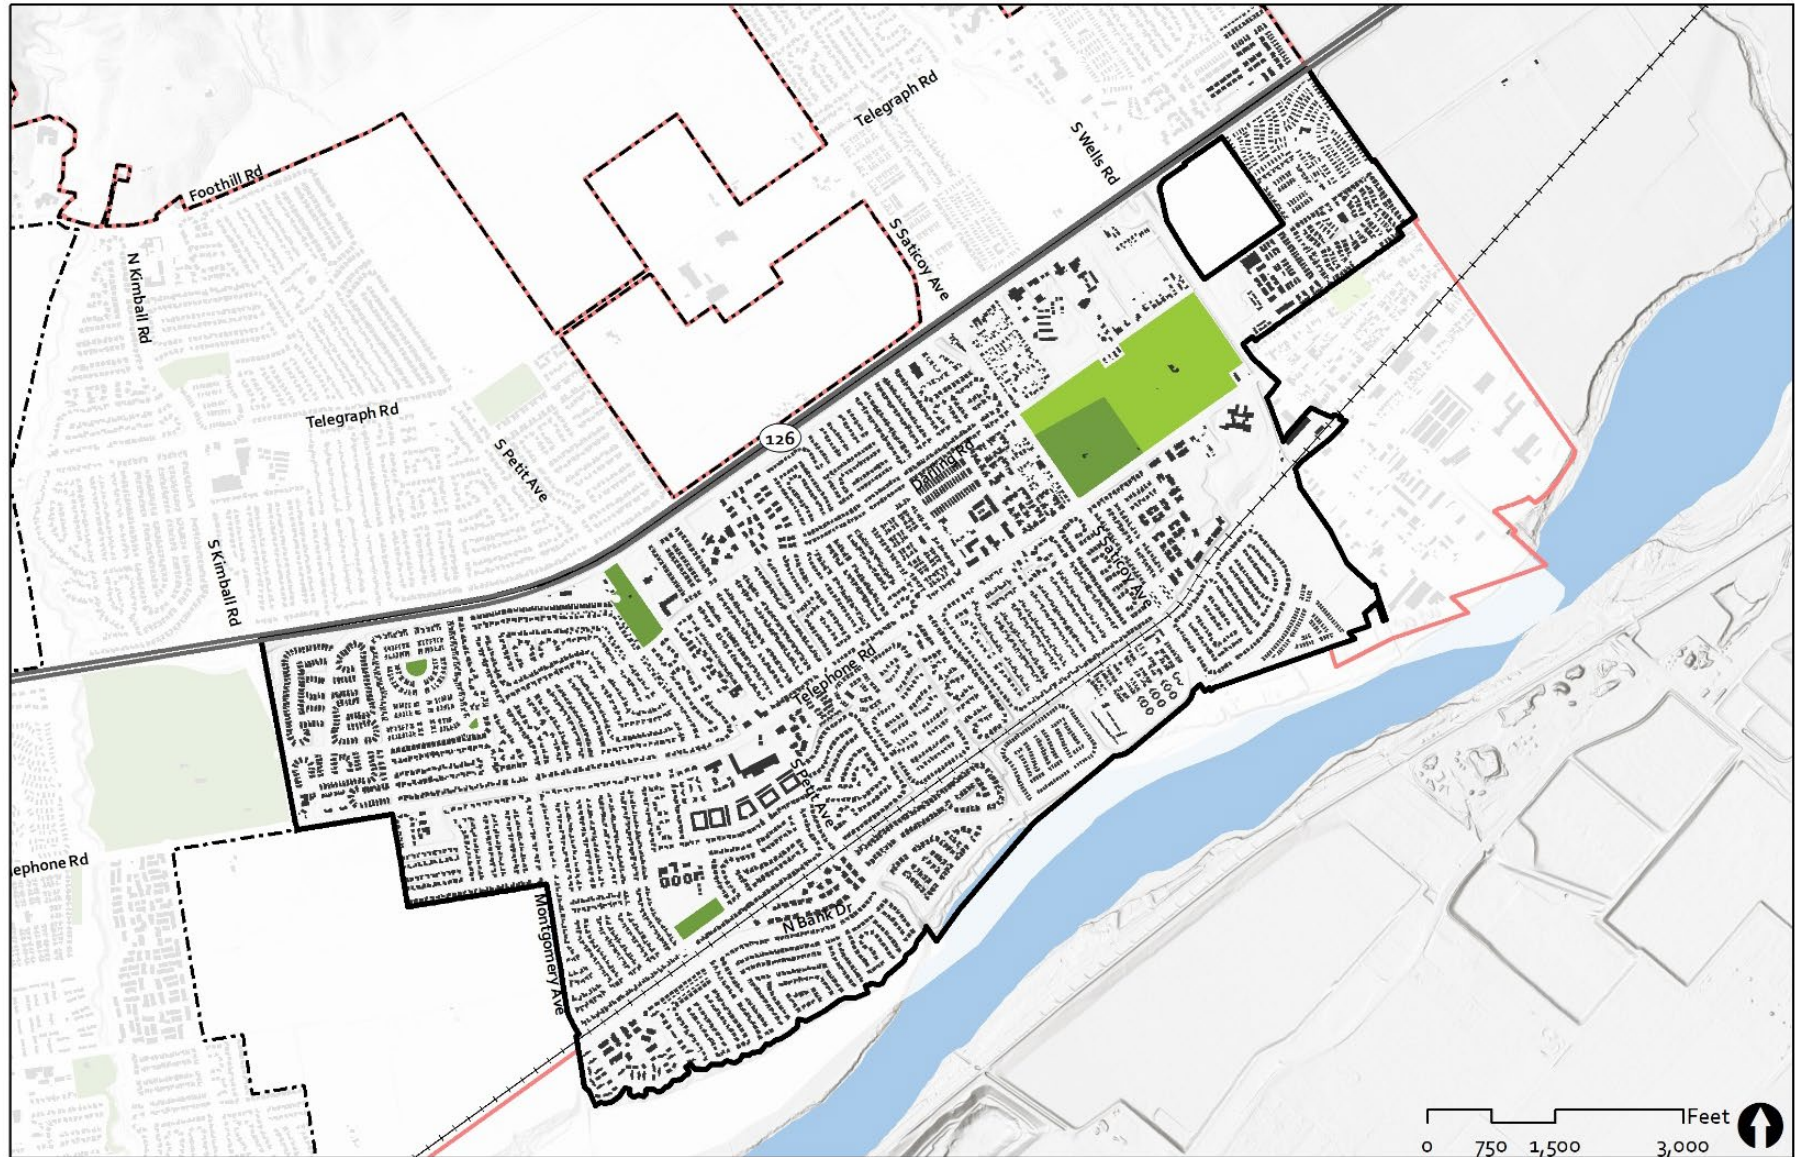 Telegraph Rd
S Wells Rd
Foothill Rd
S Saticoy Ave
N Kimball Rd
Telegraph Rd
126
S Petit Ave
Darling Rd
S Kimball Rd
S Saticoy Ave
Telephone Rd
S Petit Ave
ephone Rd
N Bank Dr
Montgomery Ave
Feet
0 750 1,500 3,000